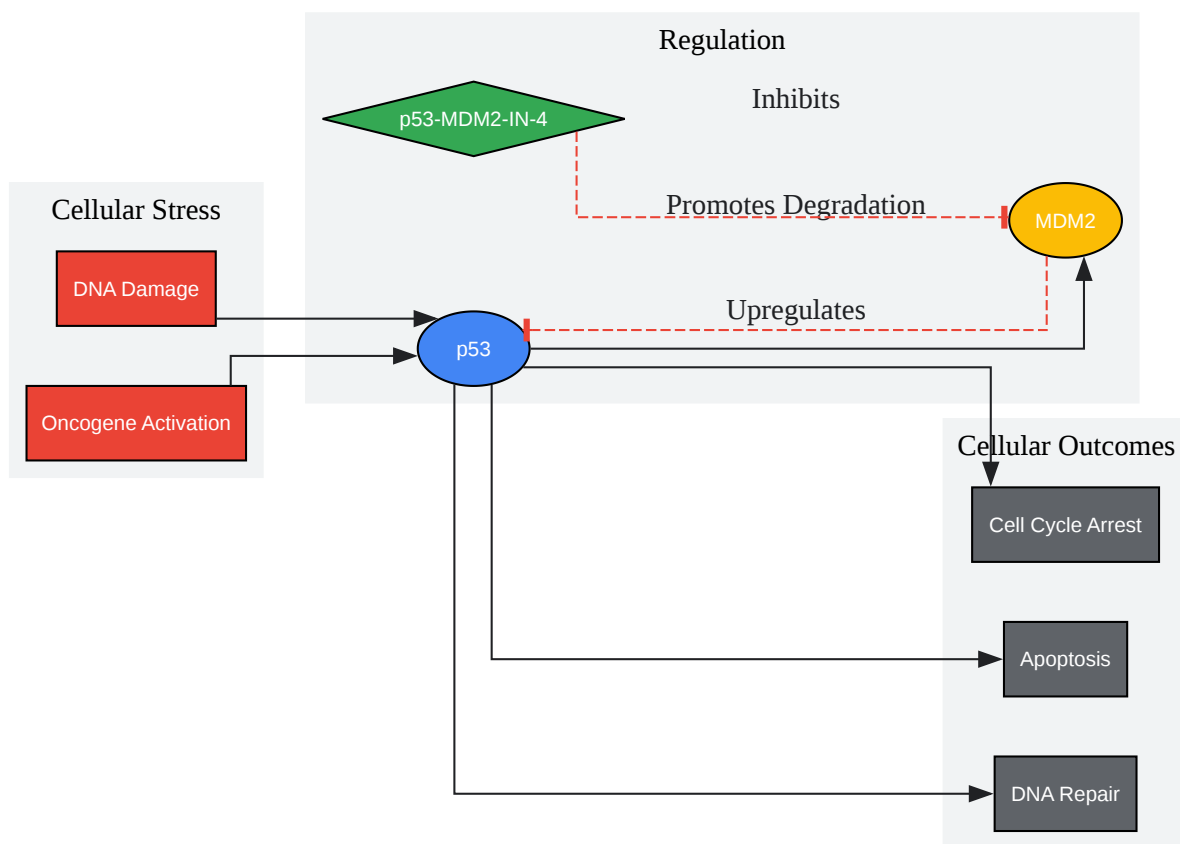 Regulation
p53-MDM2-IN-4
Inhibits
Cellular Stress
Promotes Degradation
MDM2
DNA Damage
Upregulates
p53
Oncogene Activation
Cellular Outcomes
Cell Cycle Arrest
Apoptosis
DNA Repair